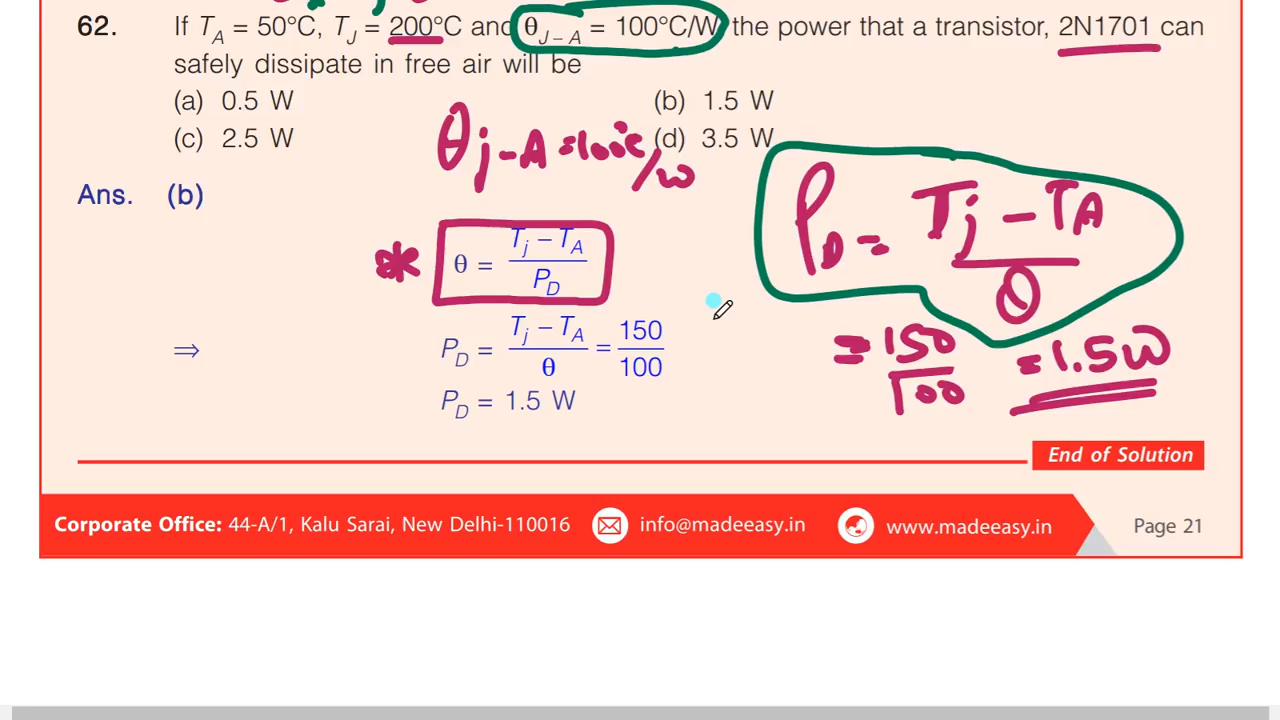 62. If T_A = 50°C, T_J = 200°C and θ_J – A = 100°C/W the power that a transistor, 2N1701 can
safely dissipate in free air will be
(a) 0.5 W (b) 1.5 W
(c) 2.5 W (d) 3.5 W
θ_j – A = 100°C/W
Ans. (b)
* θ = (T_j – T_A) / P_D
P_D = (T_j – T_A) / θ
⇒ P_D = (T_j – T_A) / θ = 150 / 100
= 150 / 100 = 1.5W
P_D = 1.5 W
End of Solution
Corporate Office: 44-A/1, Kalu Sarai, New Delhi-110016 info@madeeasy.in www.madeeasy.in Page 21